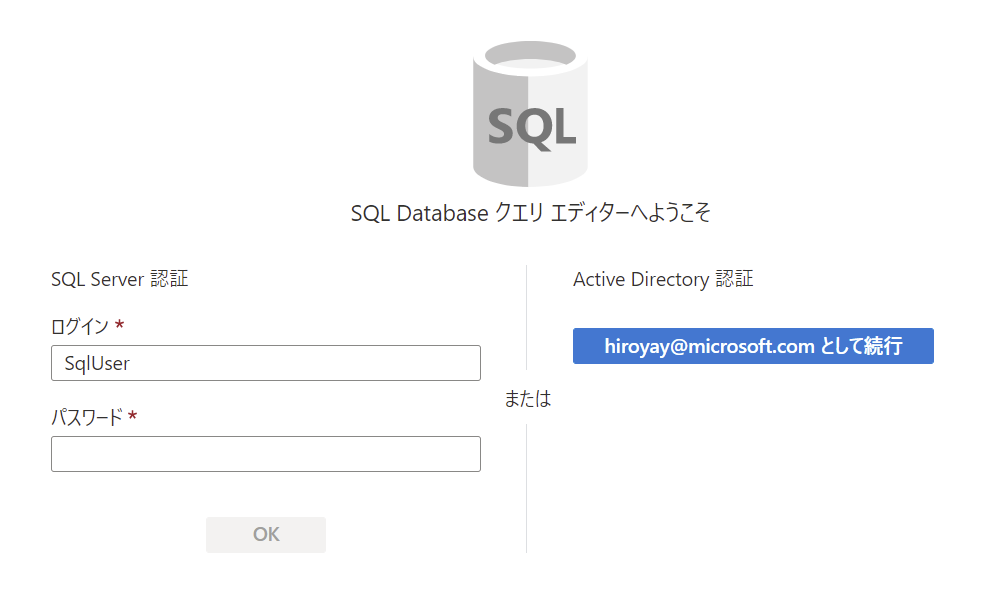 SQL
SQL Database クエリ エディターへようこそ
SQL Server 認証
ログイン *
SqlUser
パスワード *
OK
または
Active Directory 認証
hiroyay@microsoft.com として続行